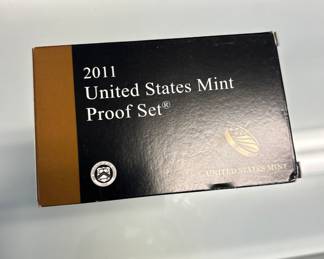 2011
United States Mint
Proof Set®
UNITED STATES MINT